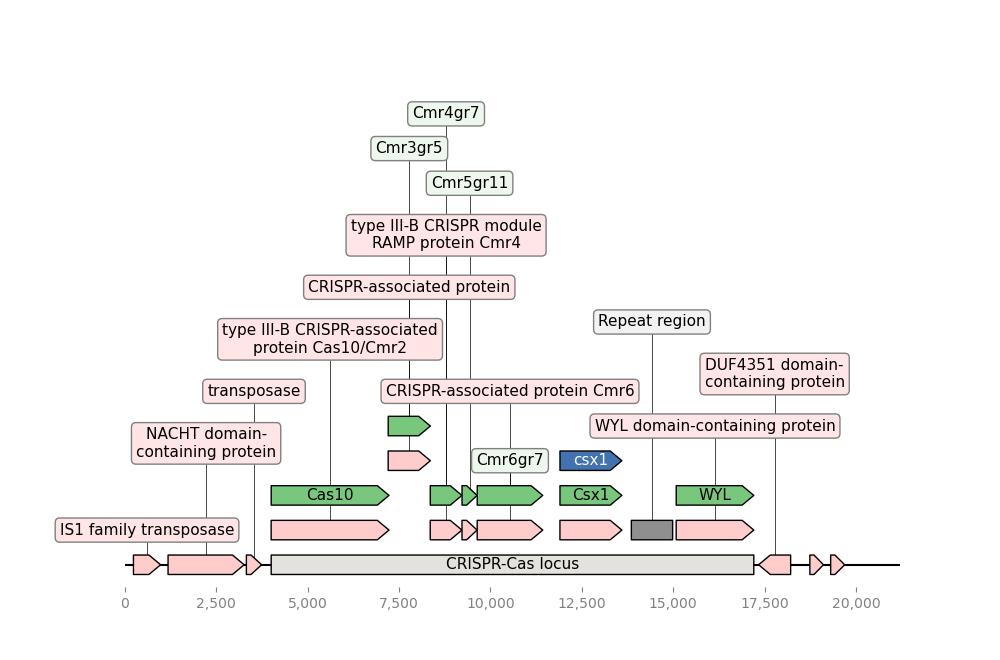 Cmr4gr7
Cmr3gr5
Cmr5gr11
type III-B CRISPR module
RAMP protein Cmr4
CRISPR-associated protein
Repeat region
type III-B CRISPR-associated
protein Cas10/Cmr2
DUF4351 domain-
containing protein
transposase
CRISPR-associated protein Cmr6
WYL domain-containing protein
NACHT domain-
containing protein
Cmr6gr7
csx1
Cas10
Csx1
WYL
IS1 family transposase
CRISPR-Cas locus
0
2,500
5,000
7,500
10,000
12,500
15,000
17,500
20,000